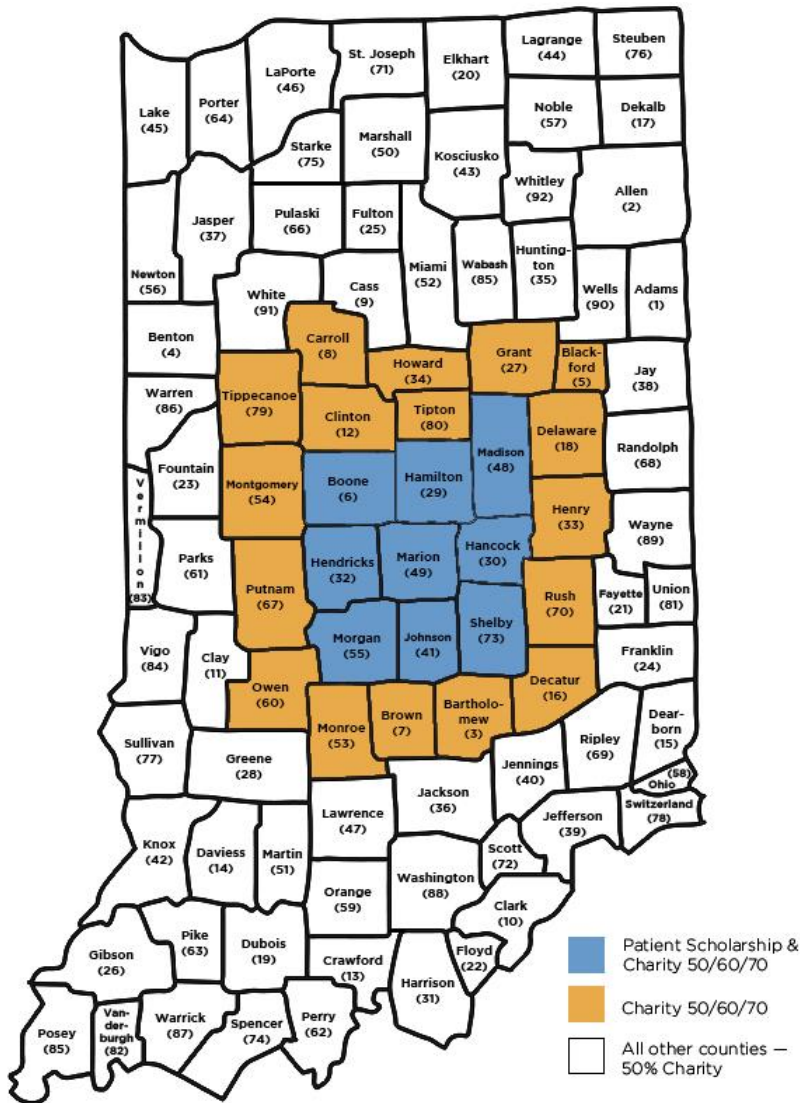 Lake
(45)
Porter
(64)
LaPorte
(46)
St. Joseph
(71)
Elkhart
(20)
Lagrange
(44)
Steuben
(76)
Noble
(57)
Dekalb
(17)
Starke
(75)
Marshall
(50)
Kosciusko
(43)
Whitley
(92)
Allen
(2)
Newton
(56)
Jasper
(37)
Pulaski
(66)
Fulton
(25)
Miami
(52)
Wabash
(85)
Hunting-
ton
(35)
Wells
(90)
Adams
(1)
White
(91)
Cass
(9)
Benton
(4)
Carroll
(8)
Howard
(34)
Grant
(27)
Black-
ford
(5)
Jay
(38)
Warren
(86)
Tippecanoe
(79)
Clinton
(12)
Tipton
(80)
Madison
(48)
Delaware
(18)
Randolph
(68)
Fountain
(23)
Montgomery
(54)
Boone
(6)
Hamilton
(29)
Henry
(33)
Wayne
(89)
Vermillion
(83)
Parks
(61)
Putnam
(67)
Hendricks
(32)
Marion
(49)
Hancock
(30)
Rush
(70)
Fayette
(21)
Union
(81)
Vigo
(84)
Clay
(11)
Owen
(60)
Morgan
(55)
Johnson
(41)
Shelby
(73)
Decatur
(16)
Franklin
(24)
Sullivan
(77)
Greene
(28)
Monroe
(53)
Brown
(7)
Bartholo-
mew
(3)
Jennings
(40)
Ripley
(69)
Dear-
born
(15)
(58)
Ohio
Switzerland
(78)
Knox
(42)
Daviess
(14)
Martin
(51)
Lawrence
(47)
Jackson
(36)
Jefferson
(39)
Scott
(72)
Orange
(59)
Washington
(88)
Clark
(10)
Gibson
(26)
Pike
(63)
Dubois
(19)
Crawford
(13)
Harrison
(31)
Floyd
(22)
Posey
(85)
Van-
der-
burgh
(82)
Warrick
(87)
Spencer
(74)
Perry
(62)
Patient Scholarship &
Charity 50/60/70
Charity 50/60/70
All other counties —
50% Charity